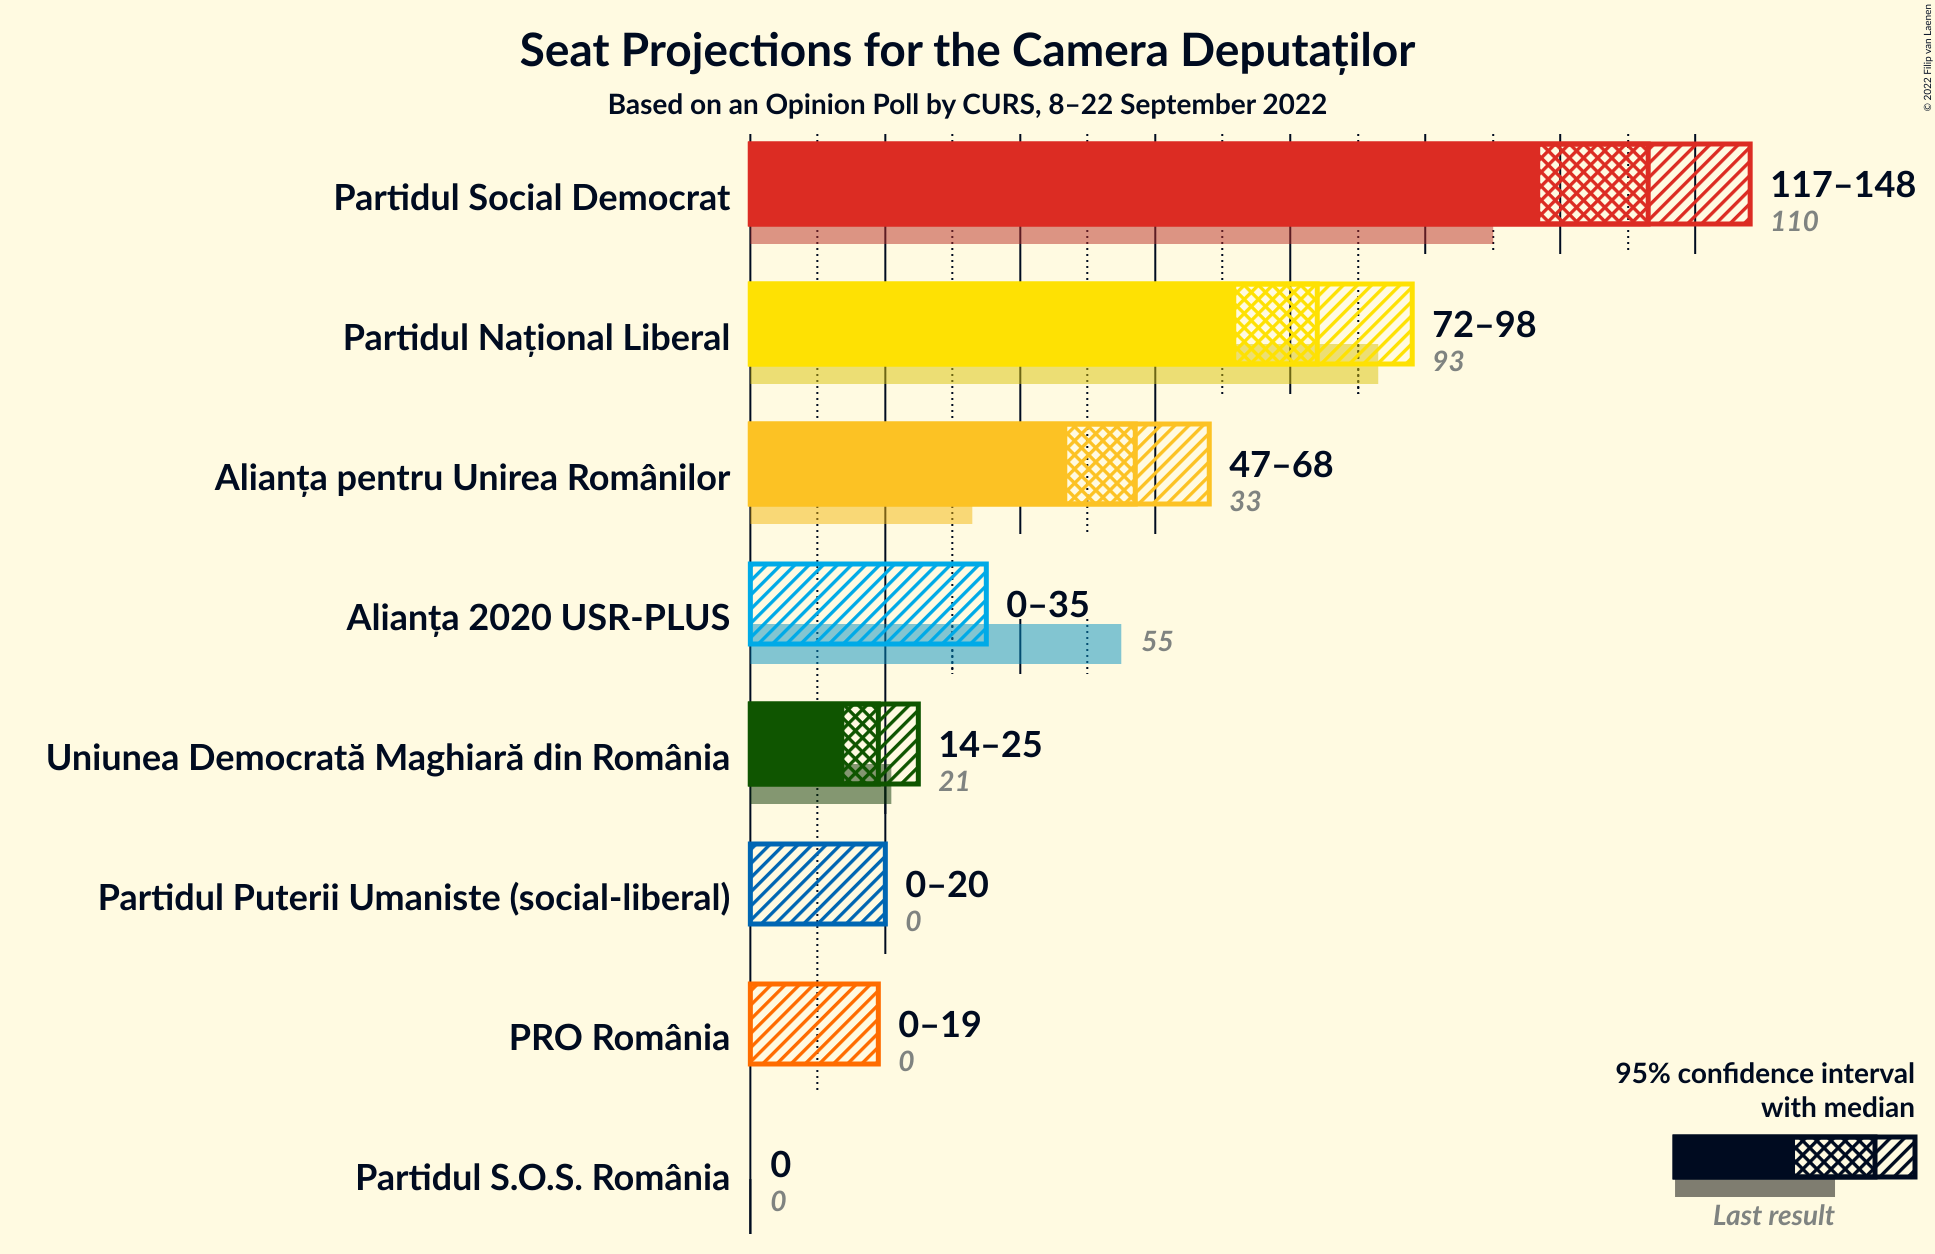 Seat Projections for the Camera Deputaților
Based on an Opinion Poll by CURS, 8–22 September 2022
© 2022 Filip van Laenen
Partidul Social Democrat
117–148
110
Partidul Național Liberal
72–98
93
Alianța pentru Unirea Românilor
47–68
33
Alianța 2020 USR-PLUS
0–35
55
Uniunea Democrată Maghiară din România
14–25
21
Partidul Puterii Umaniste (social-liberal)
0–20
0
PRO România
0–19
0
Partidul S.O.S. România
0
0
95% confidence interval
with median
Last result